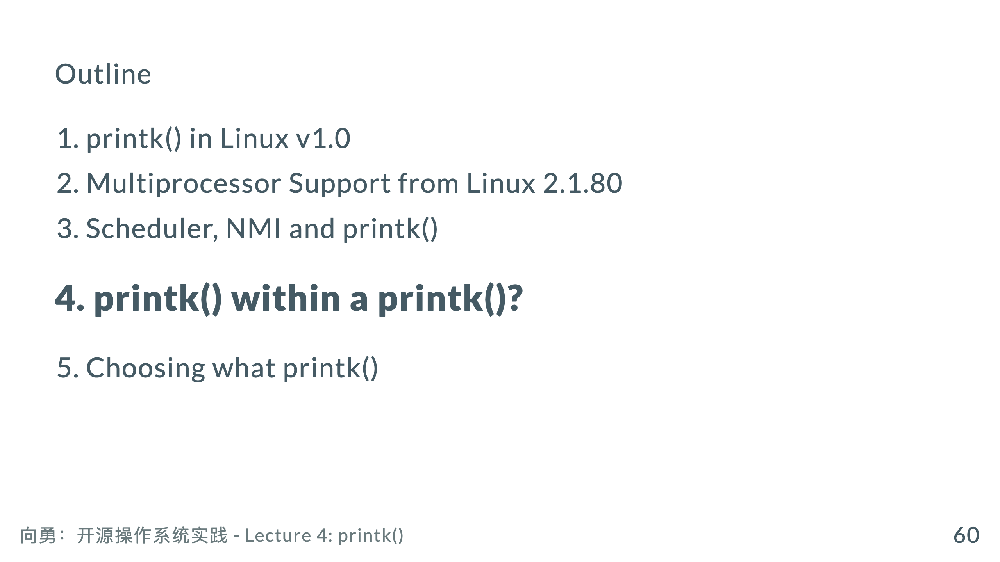 Outline
1. printk() in Linux v1.0
2. Multiprocessor Support from Linux 2.1.80
3. Scheduler, NMI and printk()
4. printk() within a printk()?
5. Choosing what printk()
向勇：开源操作系统实践 - Lecture 4: printk()
60